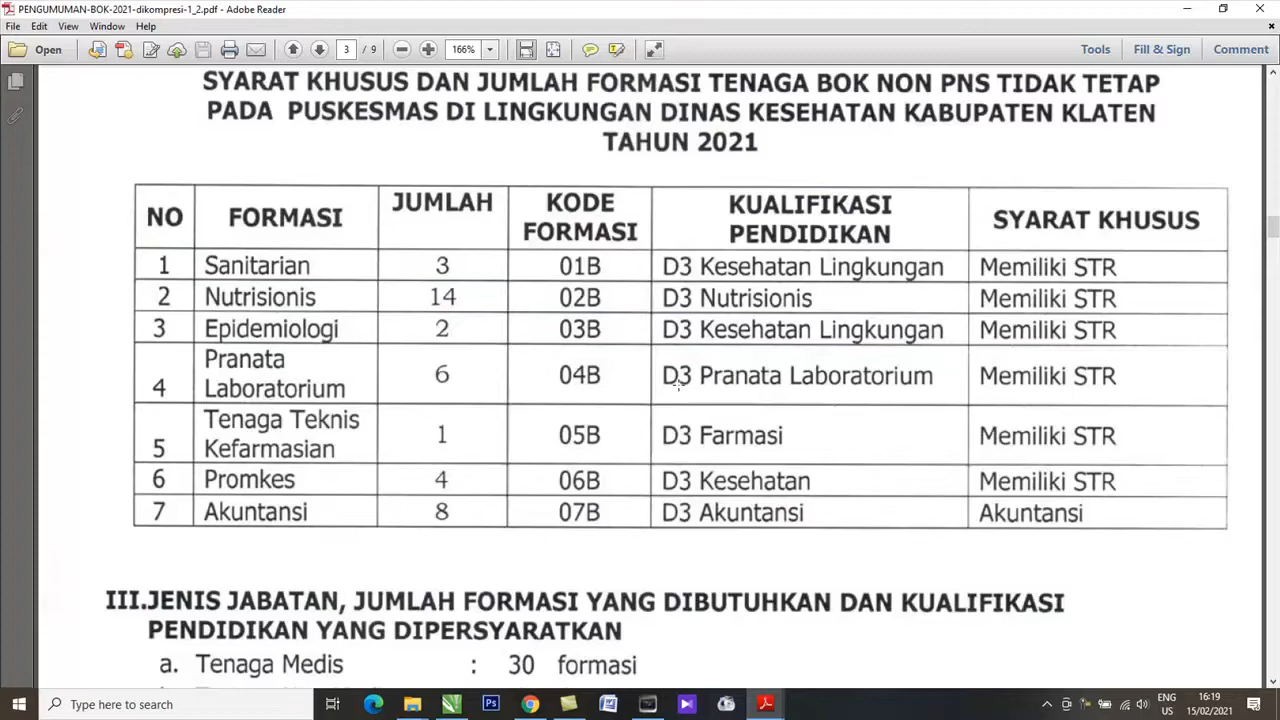 PENGUMUMAN-BOK-2021-dikompresi-1_2.pdf - Adobe Reader
File Edit View Window Help
Open 3 / 9 166% Tools Fill & Sign Comment
SYARAT KHUSUS DAN JUMLAH FORMASI TENAGA BOK NON PNS TIDAK TETAP
PADA PUSKESMAS DI LINGKUNGAN DINAS KESEHATAN KABUPATEN KLATEN
TAHUN 2021
NO FORMASI JUMLAH KODE FORMASI KUALIFIKASI PENDIDIKAN SYARAT KHUSUS
1 Sanitarian 3 01B D3 Kesehatan Lingkungan Memiliki STR
2 Nutrisionis 14 02B D3 Nutrisionis Memiliki STR
3 Epidemiologi 2 03B D3 Kesehatan Lingkungan Memiliki STR
4 Pranata Laboratorium 6 04B D3 Pranata Laboratorium Memiliki STR
5 Tenaga Teknis Kefarmasian 1 05B D3 Farmasi Memiliki STR
6 Promkes 4 06B D3 Kesehatan Memiliki STR
7 Akuntansi 8 07B D3 Akuntansi Akuntansi
III.JENIS JABATAN, JUMLAH FORMASI YANG DIBUTUHKAN DAN KUALIFIKASI
PENDIDIKAN YANG DIPERSYARATKAN
a. Tenaga Medis : 30 formasi
Type here to search
Ps
ENG
US
16:19
15/02/2021